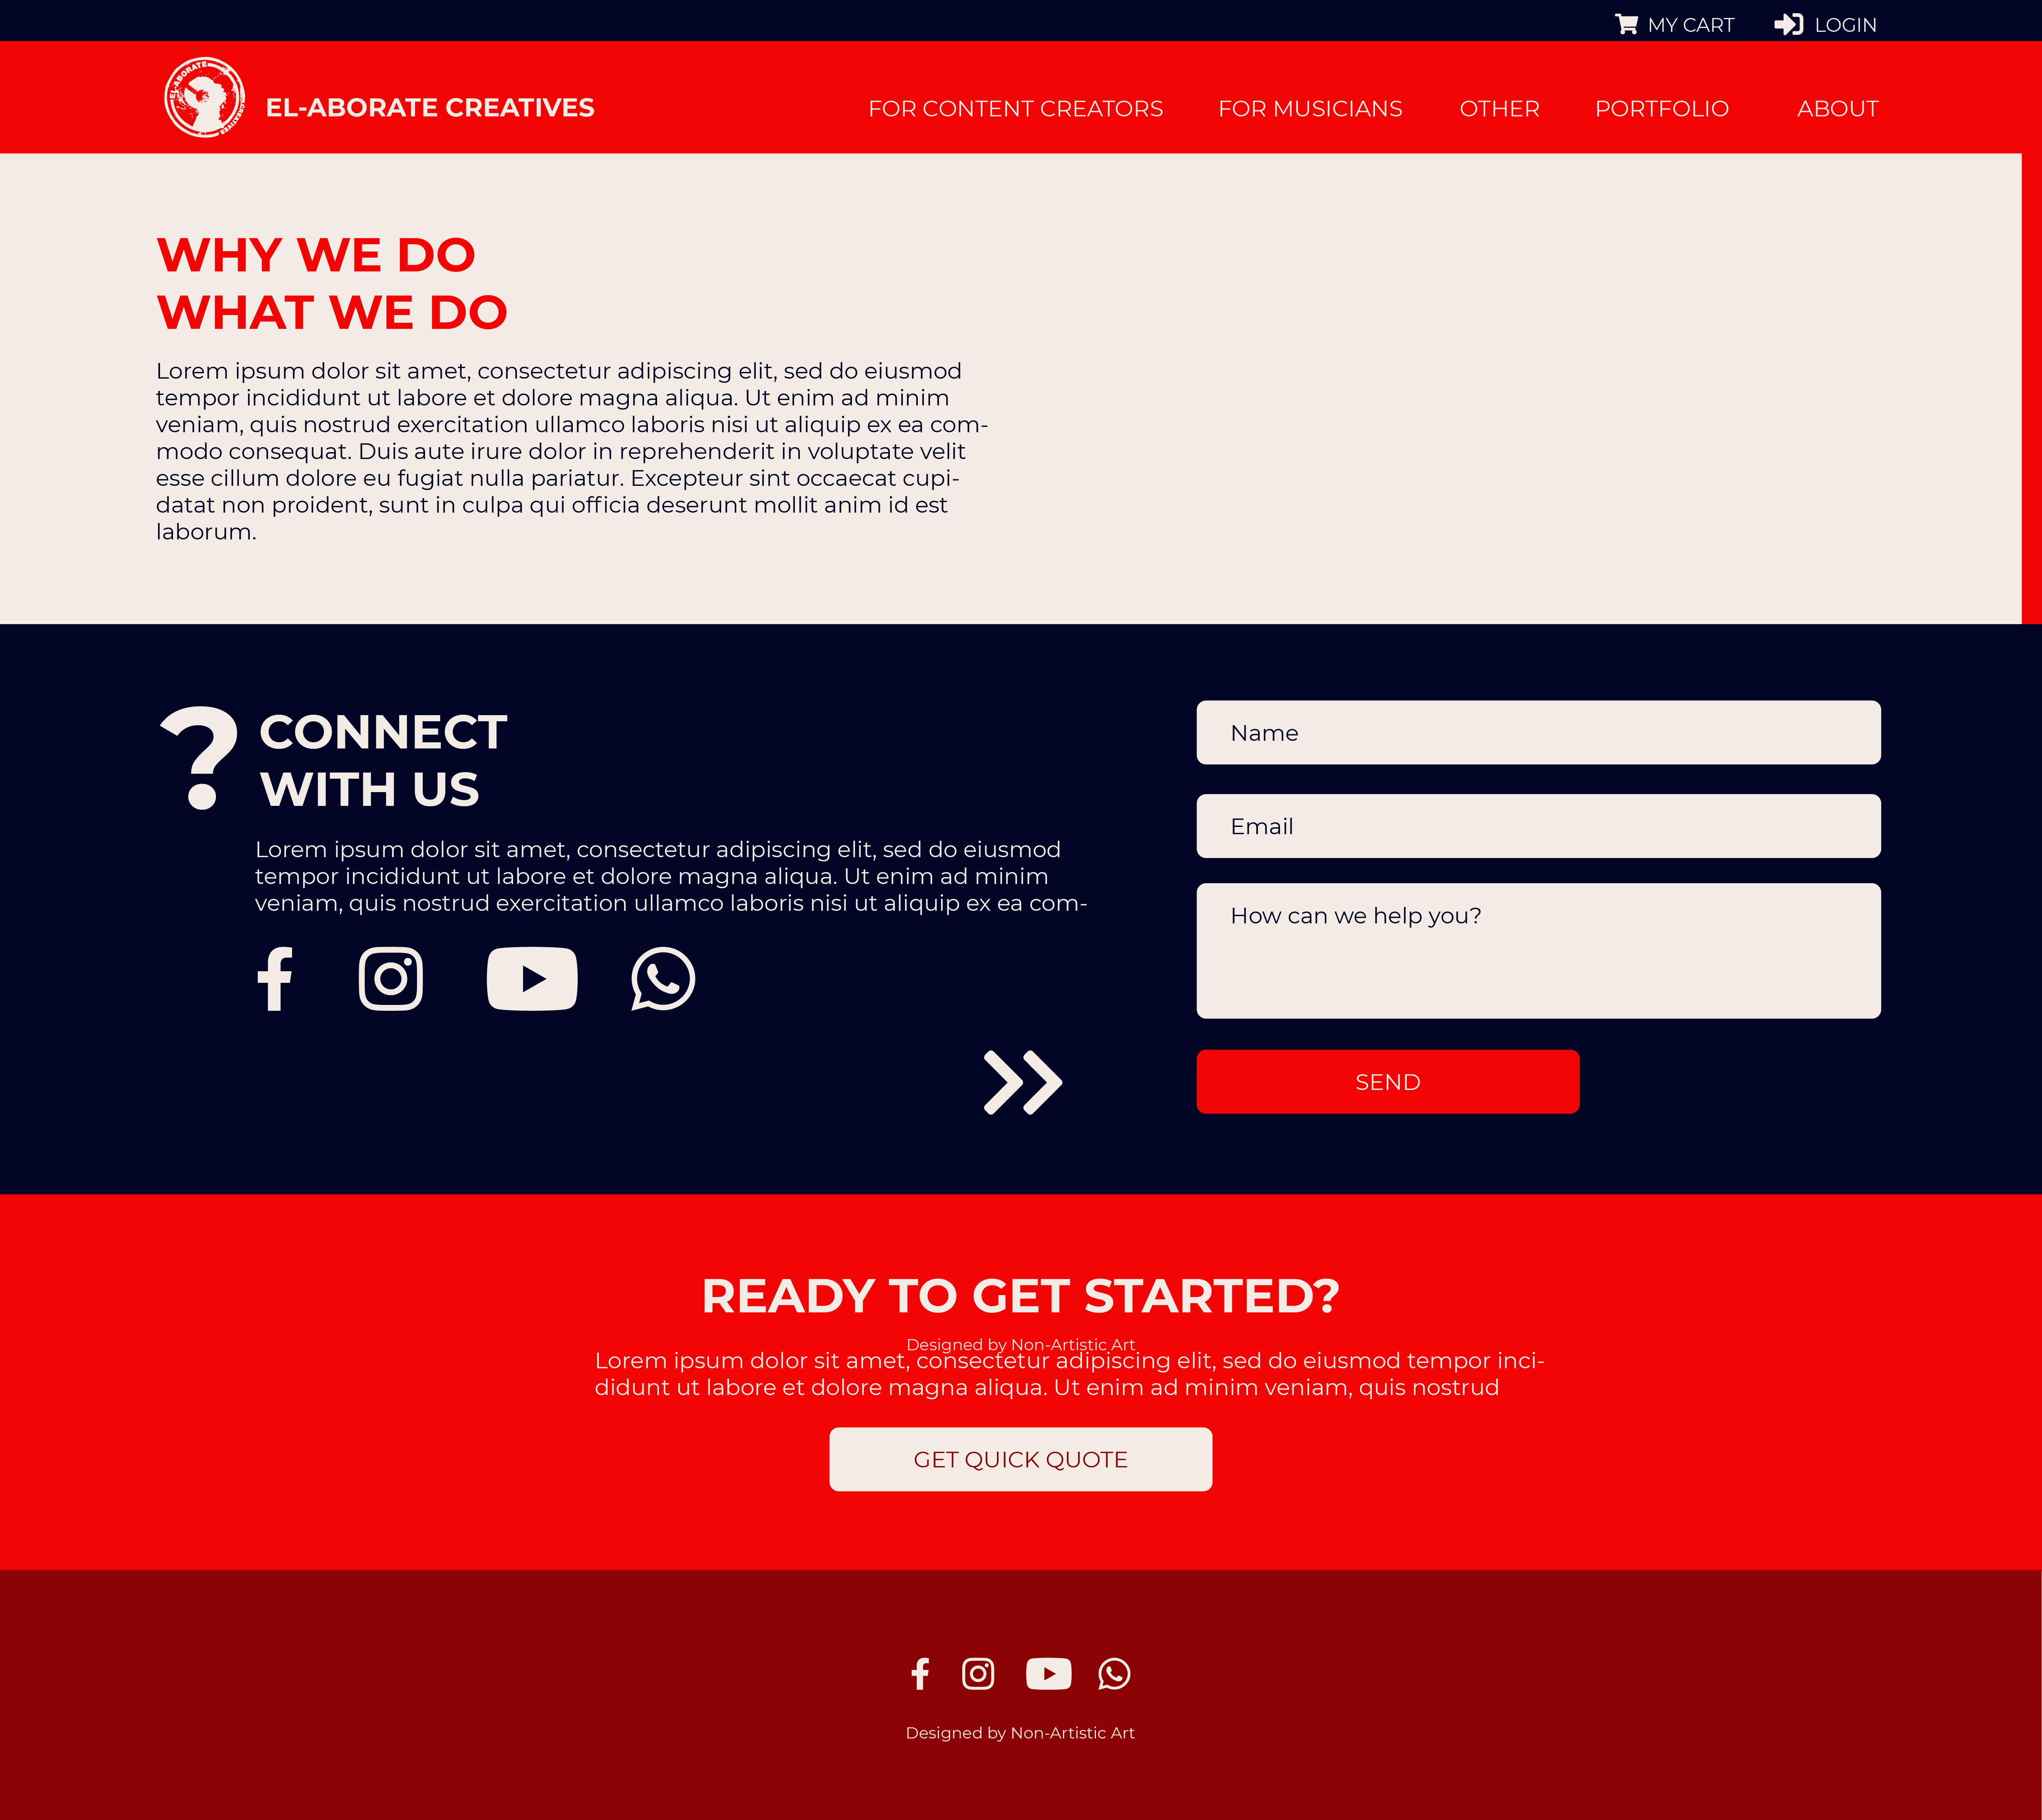 MY CART LOGIN
EL-ABORATE
CREATIVES
EL-ABORATE CREATIVES
FOR CONTENT CREATORS FOR MUSICIANS OTHER PORTFOLIO ABOUT
WHY WE DO
WHAT WE DO
Lorem ipsum dolor sit amet, consectetur adipiscing elit, sed do eiusmod
tempor incididunt ut labore et dolore magna aliqua. Ut enim ad minim
veniam, quis nostrud exercitation ullamco laboris nisi ut aliquip ex ea com-
modo consequat. Duis aute irure dolor in reprehenderit in voluptate velit
esse cillum dolore eu fugiat nulla pariatur. Excepteur sint occaecat cupi-
datat non proident, sunt in culpa qui officia deserunt mollit anim id est
laborum.
?
CONNECT
WITH US
Lorem ipsum dolor sit amet, consectetur adipiscing elit, sed do eiusmod
tempor incididunt ut labore et dolore magna aliqua. Ut enim ad minim
veniam, quis nostrud exercitation ullamco laboris nisi ut aliquip ex ea com-
Name
Email
How can we help you?
SEND
READY TO GET STARTED?
Designed by Non-Artistic Art
Lorem ipsum dolor sit amet, consectetur adipiscing elit, sed do eiusmod tempor inci-
didunt ut labore et dolore magna aliqua. Ut enim ad minim veniam, quis nostrud
GET QUICK QUOTE
Designed by Non-Artistic Art